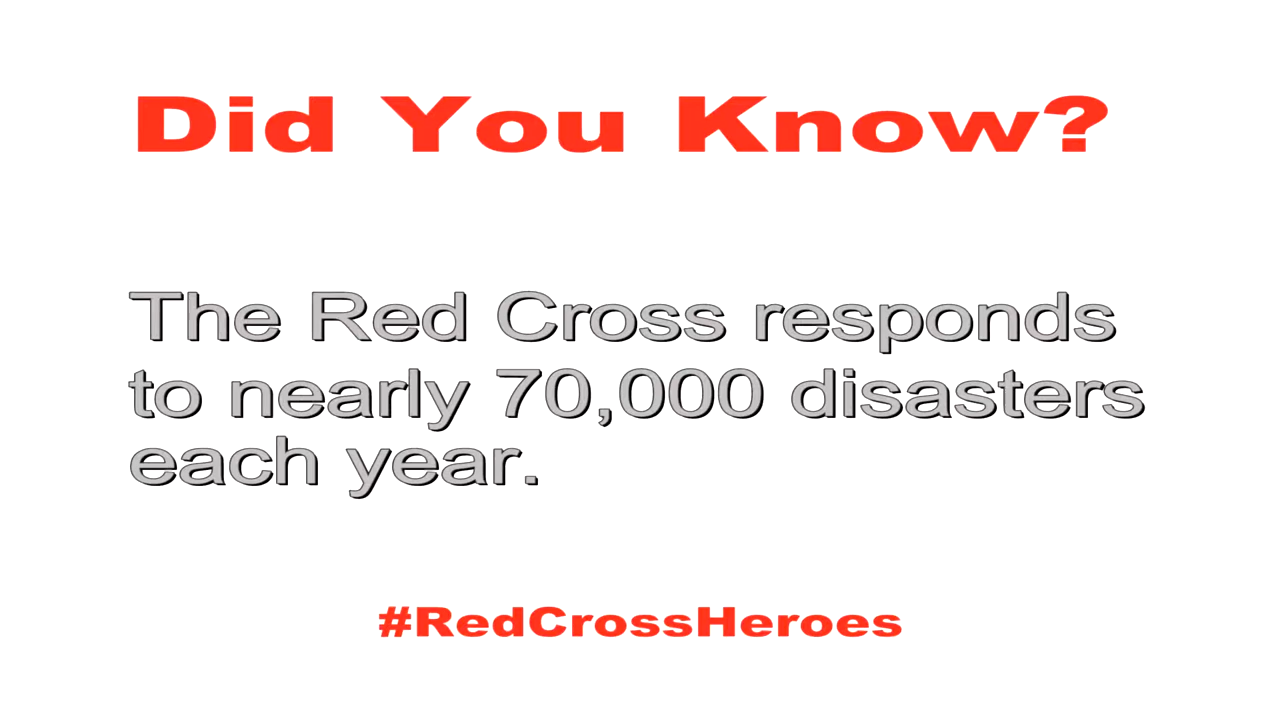 Did You Know?
The Red Cross responds
to nearly 70,000 disasters
each year.
#RedCrossHeroes